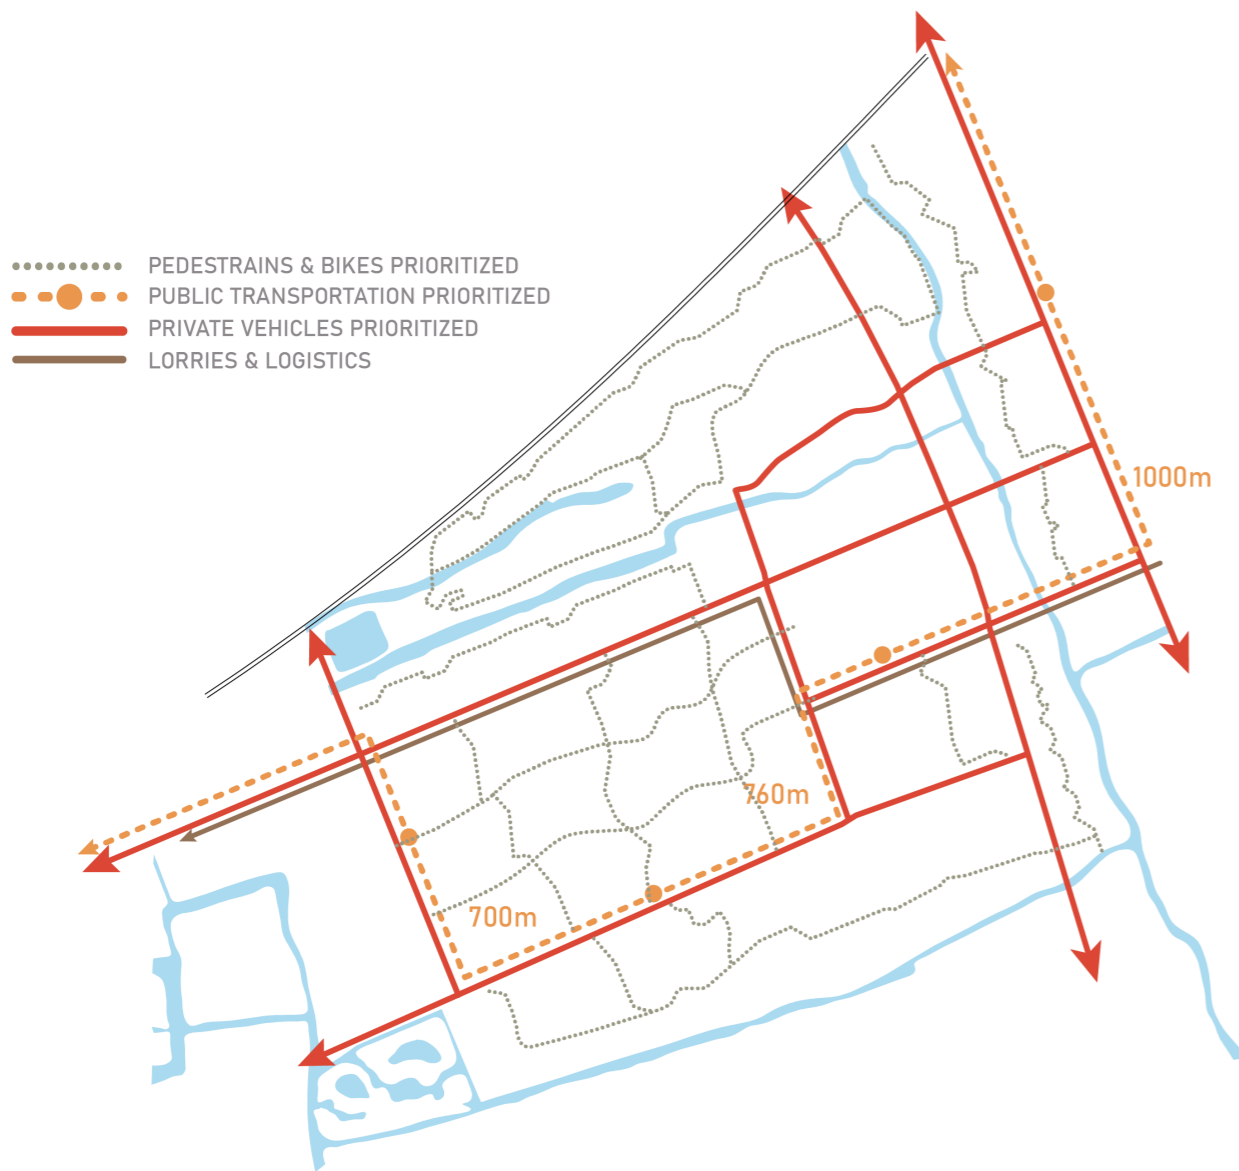 PEDESTRAINS & BIKES PRIORITIZED
PUBLIC TRANSPORTATION PRIORITIZED
PRIVATE VEHICLES PRIORITIZED
LORRIES & LOGISTICS
1000m
760m
700m